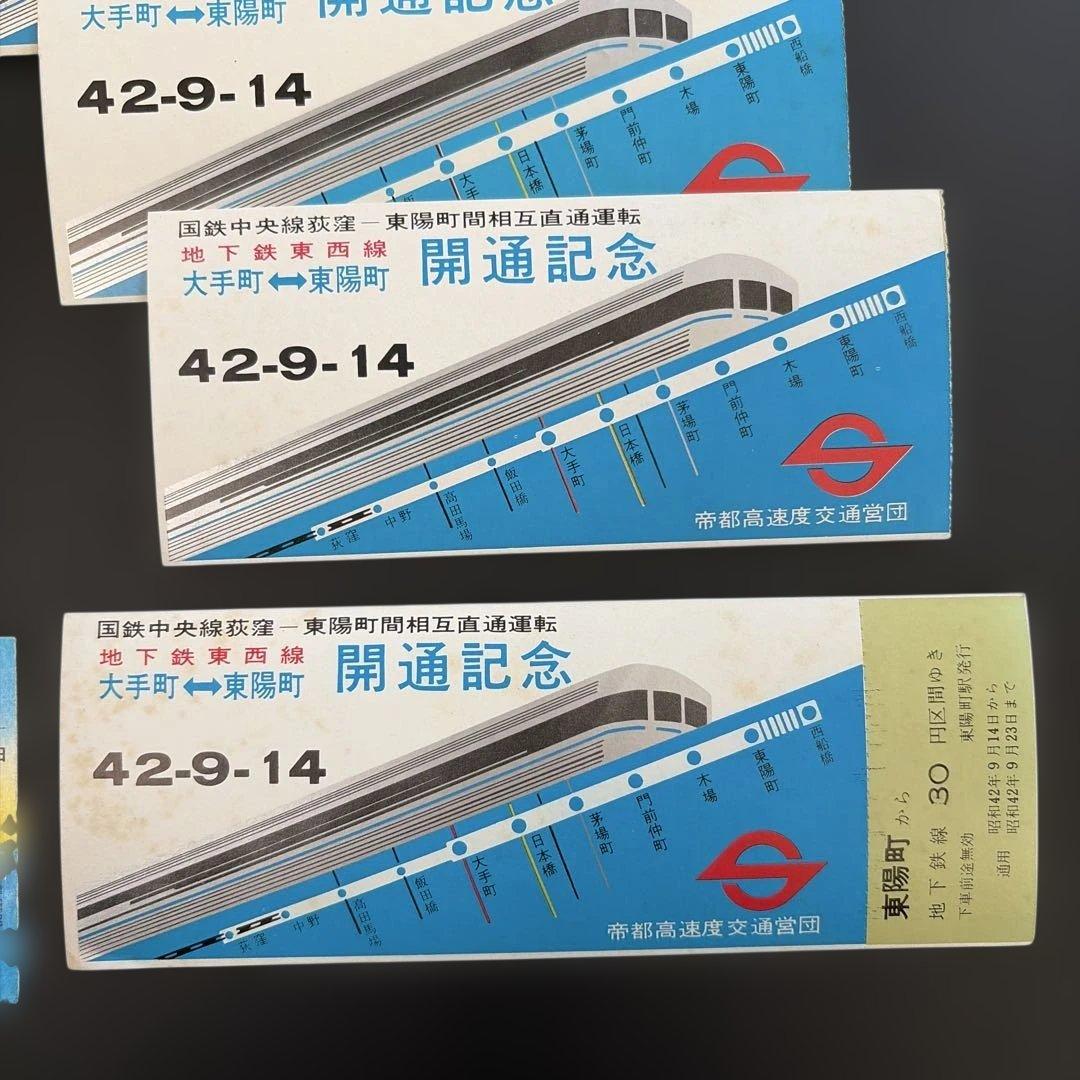 大手町↔東陽町 開通記念
42-9-14
大手
日本橋
茅場町
門前仲町
木場
東陽町
西船橋
国鉄中央線荻窪−東陽町間相互直通運転
地下鉄東西線
大手町↔東陽町 開通記念
42-9-14
荻窪
中野
高田馬場
飯田橋
大手町
日本橋
茅場町
門前仲町
木場
東陽町
西船橋
帝都高速度交通営団
国鉄中央線荻窪−東陽町間相互直通運転
地下鉄東西線
大手町↔東陽町 開通記念
42-9-14
荻窪
中野
高田馬場
飯田橋
大手町
日本橋
茅場町
門前仲町
木場
東陽町
西船橋
帝都高速度交通営団
東陽町から
地下鉄線 30 円区間ゆき
下車前途無効 東陽町駅発行
通用 昭和42年9月14日から
昭和42年9月23日まで